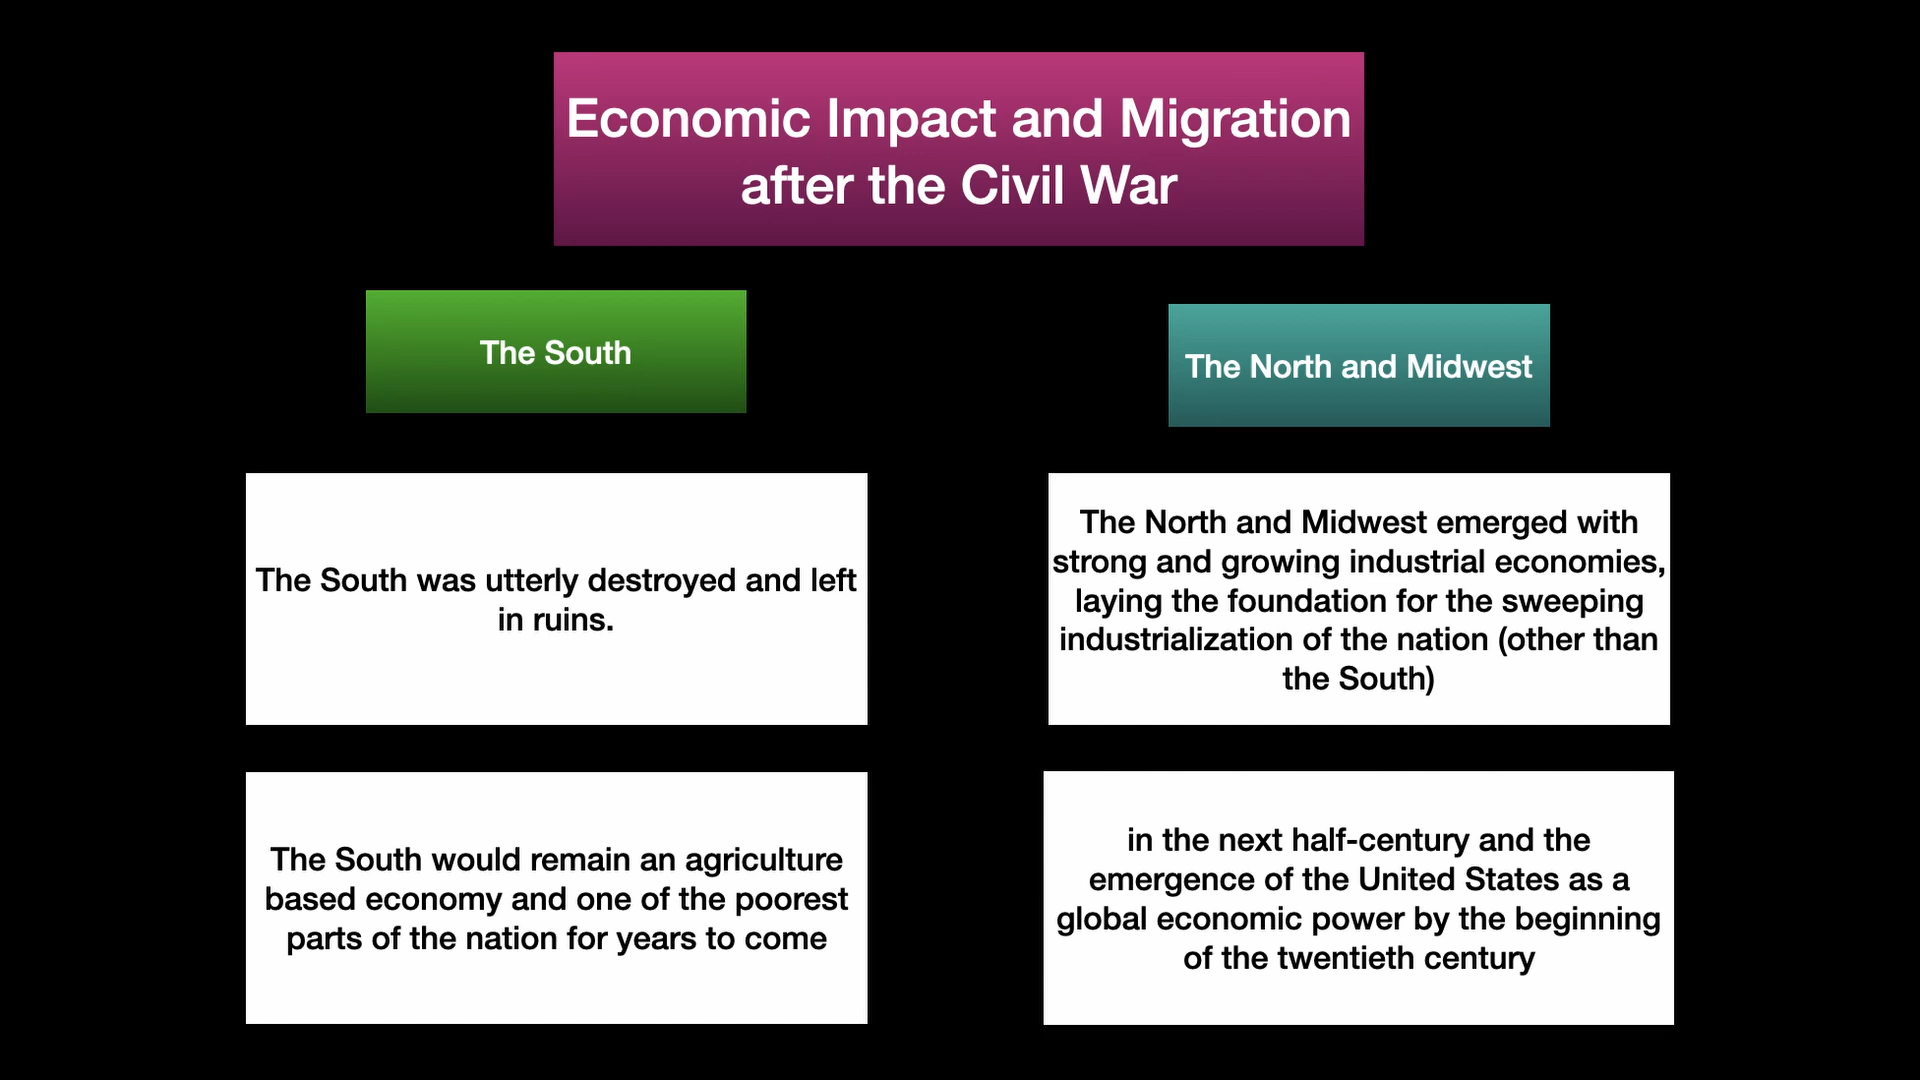 Economic Impact and Migration
after the Civil War
The South
The North and Midwest
The South was utterly destroyed and left
in ruins.
The North and Midwest emerged with
strong and growing industrial economies,
laying the foundation for the sweeping
industrialization of the nation (other than
the South)
The South would remain an agriculture
based economy and one of the poorest
parts of the nation for years to come
in the next half-century and the
emergence of the United States as a
global economic power by the beginning
of the twentieth century